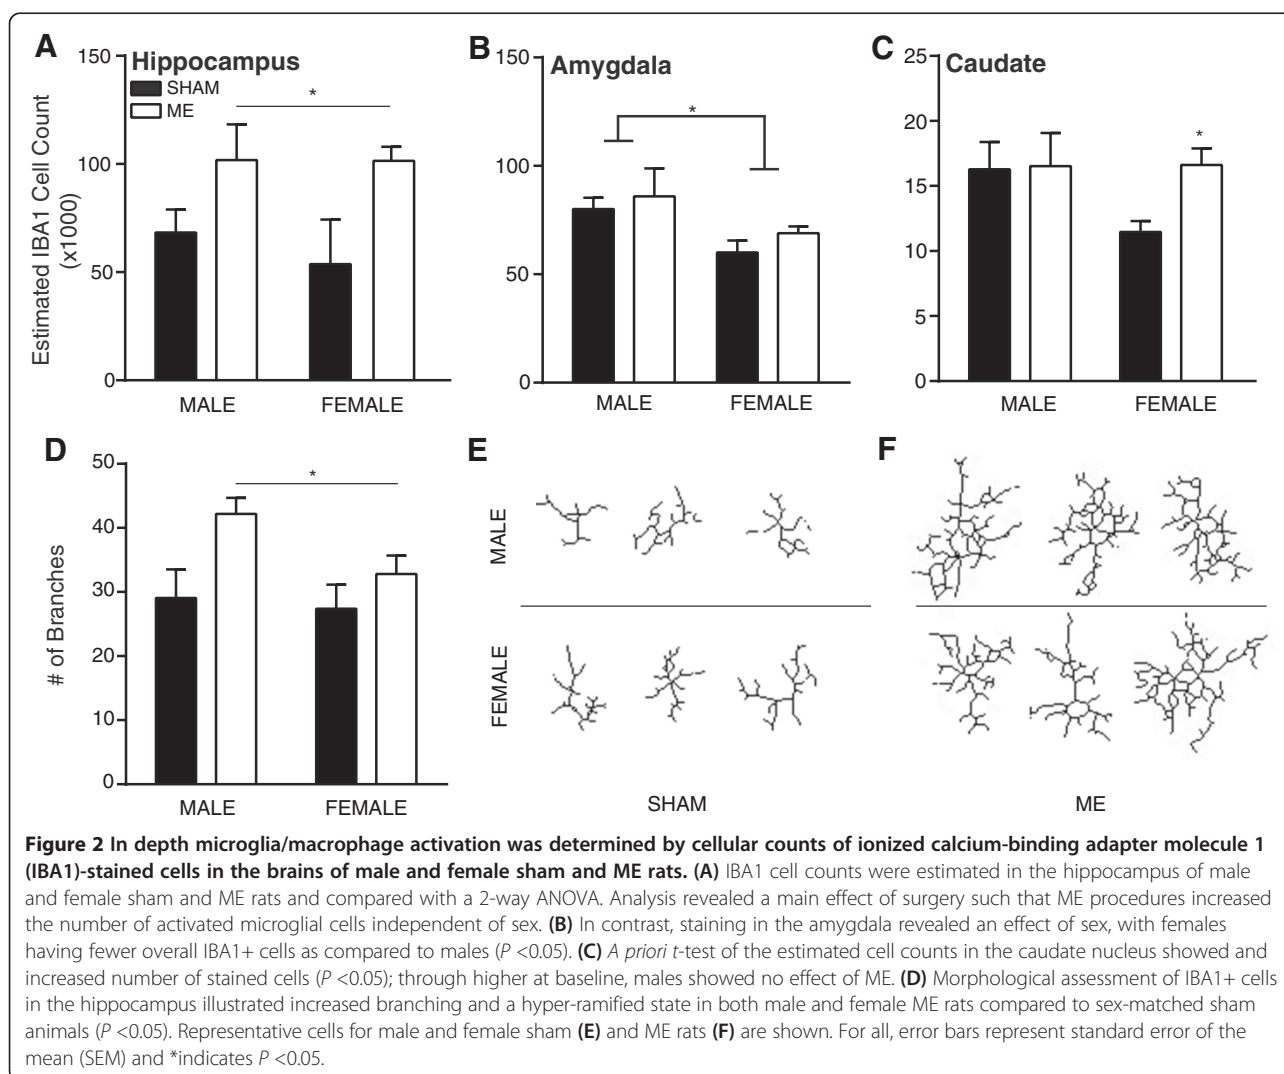 A
Hippocampus
SHAM
ME
*
150
100
50
0
Estimated IBA1 Cell Count
(x1000)
MALE
FEMALE
B
Amygdala
*
150
100
50
0
MALE
FEMALE
C
Caudate
*
25
20
15
10
5
0
MALE
FEMALE
D
*
50
40
30
20
10
0
# of Branches
MALE
FEMALE
E
MALE
FEMALE
SHAM
F
ME
Figure 2 In depth microglia/macrophage activation was determined by cellular counts of ionized calcium-binding adapter molecule 1
(IBA1)-stained cells in the brains of male and female sham and ME rats. (A) IBA1 cell counts were estimated in the hippocampus of male
and female sham and ME rats and compared with a 2-way ANOVA. Analysis revealed a main effect of surgery such that ME procedures increased
the number of activated microglial cells independent of sex. (B) In contrast, staining in the amygdala revealed an effect of sex, with females
having fewer overall IBA1+ cells as compared to males (P <0.05). (C) A priori t-test of the estimated cell counts in the caudate nucleus showed and
increased number of stained cells (P <0.05); through higher at baseline, males showed no effect of ME. (D) Morphological assessment of IBA1+ cells
in the hippocampus illustrated increased branching and a hyper-ramified state in both male and female ME rats compared to sex-matched sham
animals (P <0.05). Representative cells for male and female sham (E) and ME rats (F) are shown. For all, error bars represent standard error of the
mean (SEM) and *indicates P <0.05.